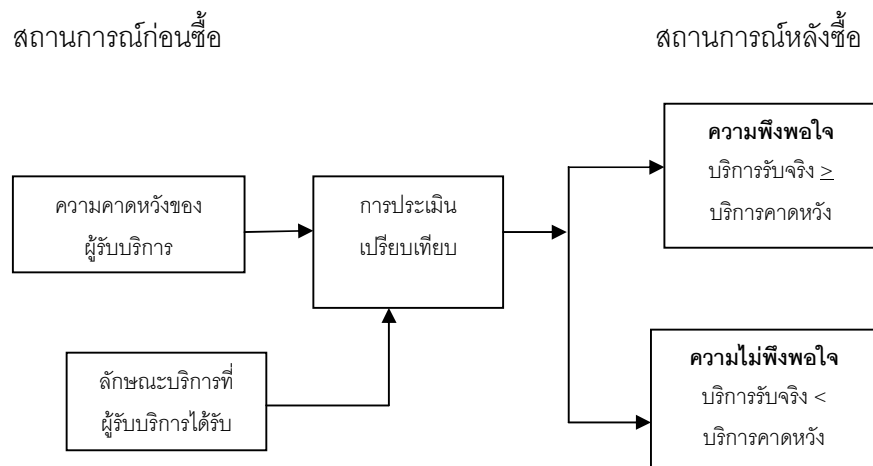 สถานการณ์ก่อนซื้อ
สถานการณ์หลังซื้อ
ความคาดหวังของ
ผู้รับบริการ
การประเมิน
เปรียบเทียบ
ความพึงพอใจ
บริการรับจริง ≥
บริการคาดหวัง
ลักษณะบริการที่
ผู้รับบริการได้รับ
ความไม่พึงพอใจ
บริการรับจริง <
บริการคาดหวัง